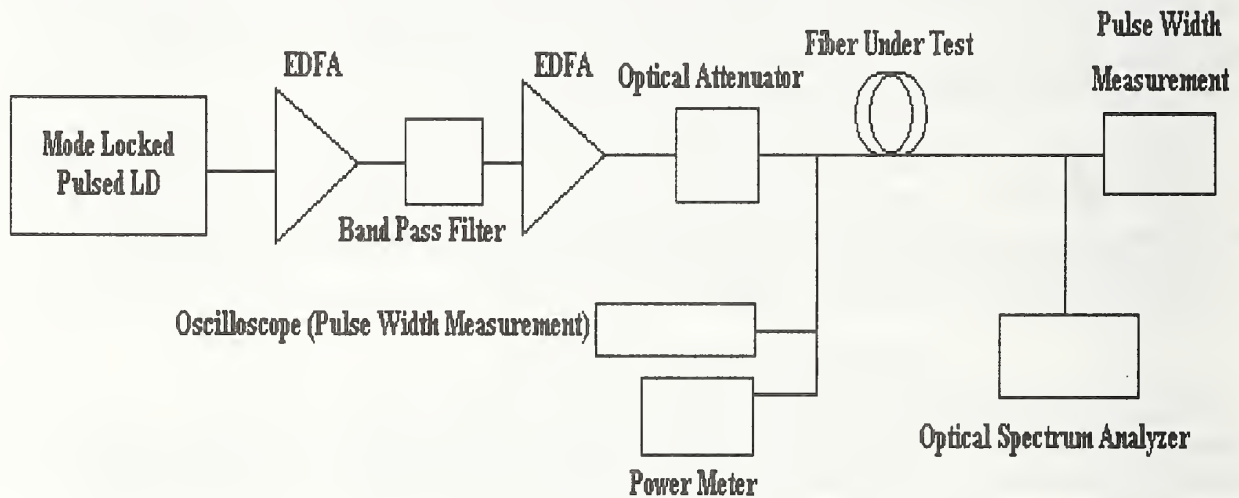 Pulse Width
Measurement
Fiber Under Test
EDFA
EDFA
Optical Attenuator
Mode Locked
Pulsed LD
Band Pass Filter
Oscilloscope (Pulse Width Measurement)
Optical Spectrum Analyzer
Power Meter